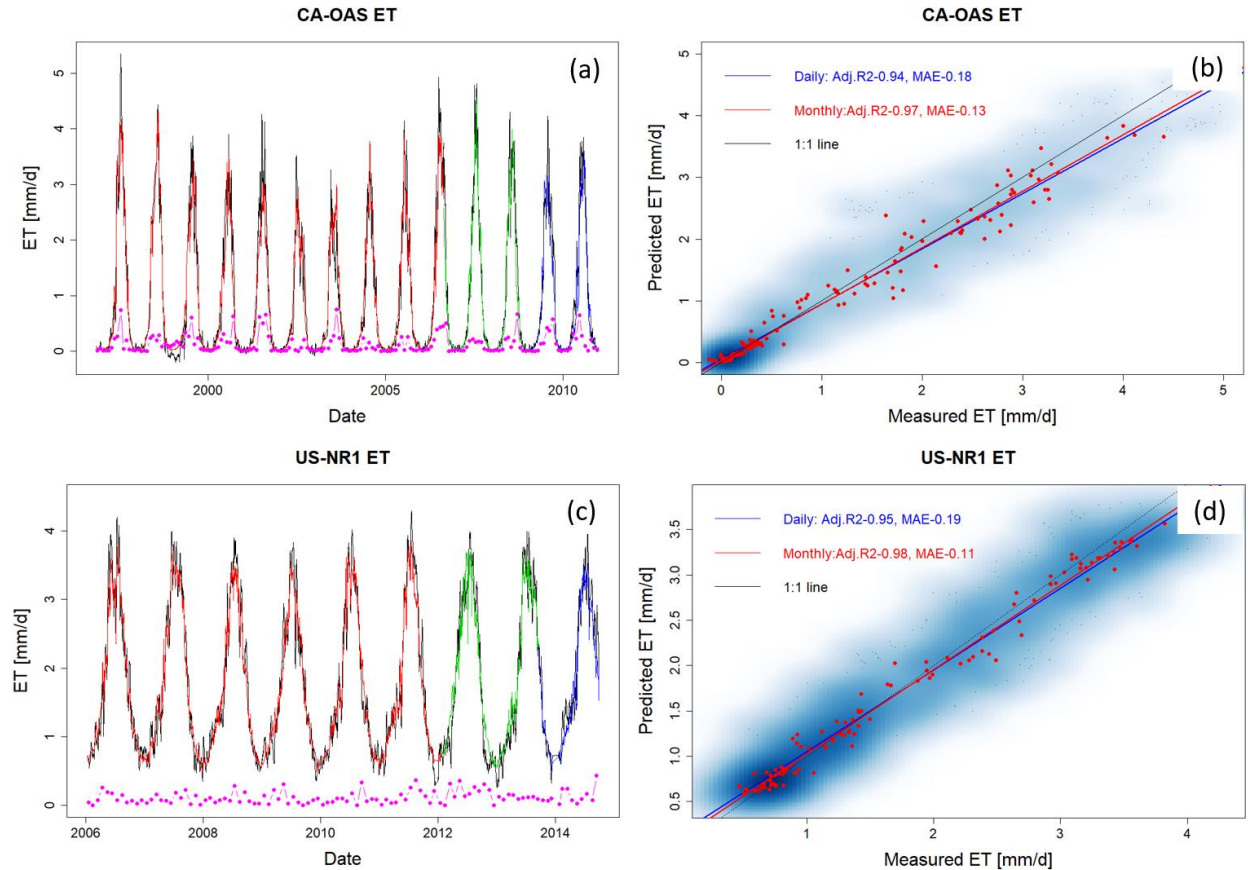 CA-OAS ET
(a)
ET [mm/d]
5
4
3
2
1
0
2000
2005
2010
Date
CA-OAS ET
(b)
Daily: Adj.R2-0.94, MAE-0.18
Monthly:Adj.R2-0.97, MAE-0.13
1:1 line
Predicted ET [mm/d]
5
4
3
2
1
0
0
1
2
3
4
5
Measured ET [mm/d]
US-NR1 ET
(c)
ET [mm/d]
4
3
2
1
0
2006
2008
2010
2012
2014
Date
US-NR1 ET
(d)
Daily: Adj.R2-0.95, MAE-0.19
Monthly:Adj.R2-0.98, MAE-0.11
1:1 line
Predicted ET [mm/d]
3.5
3.0
2.5
2.0
1.5
1.0
0.5
1
2
3
4
Measured ET [mm/d]